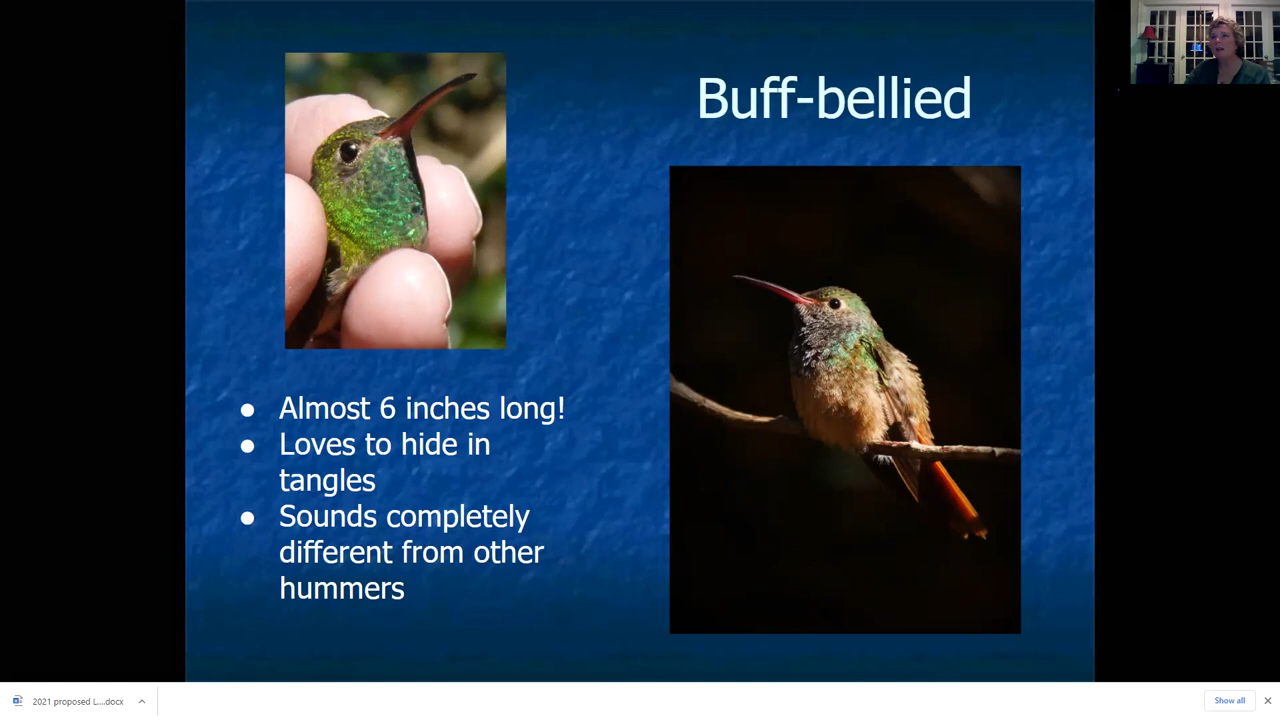 Buff-bellied
● Almost 6 inches long!
● Loves to hide in
tangles
● Sounds completely
different from other
hummers
2021 proposed L....docx
Show all